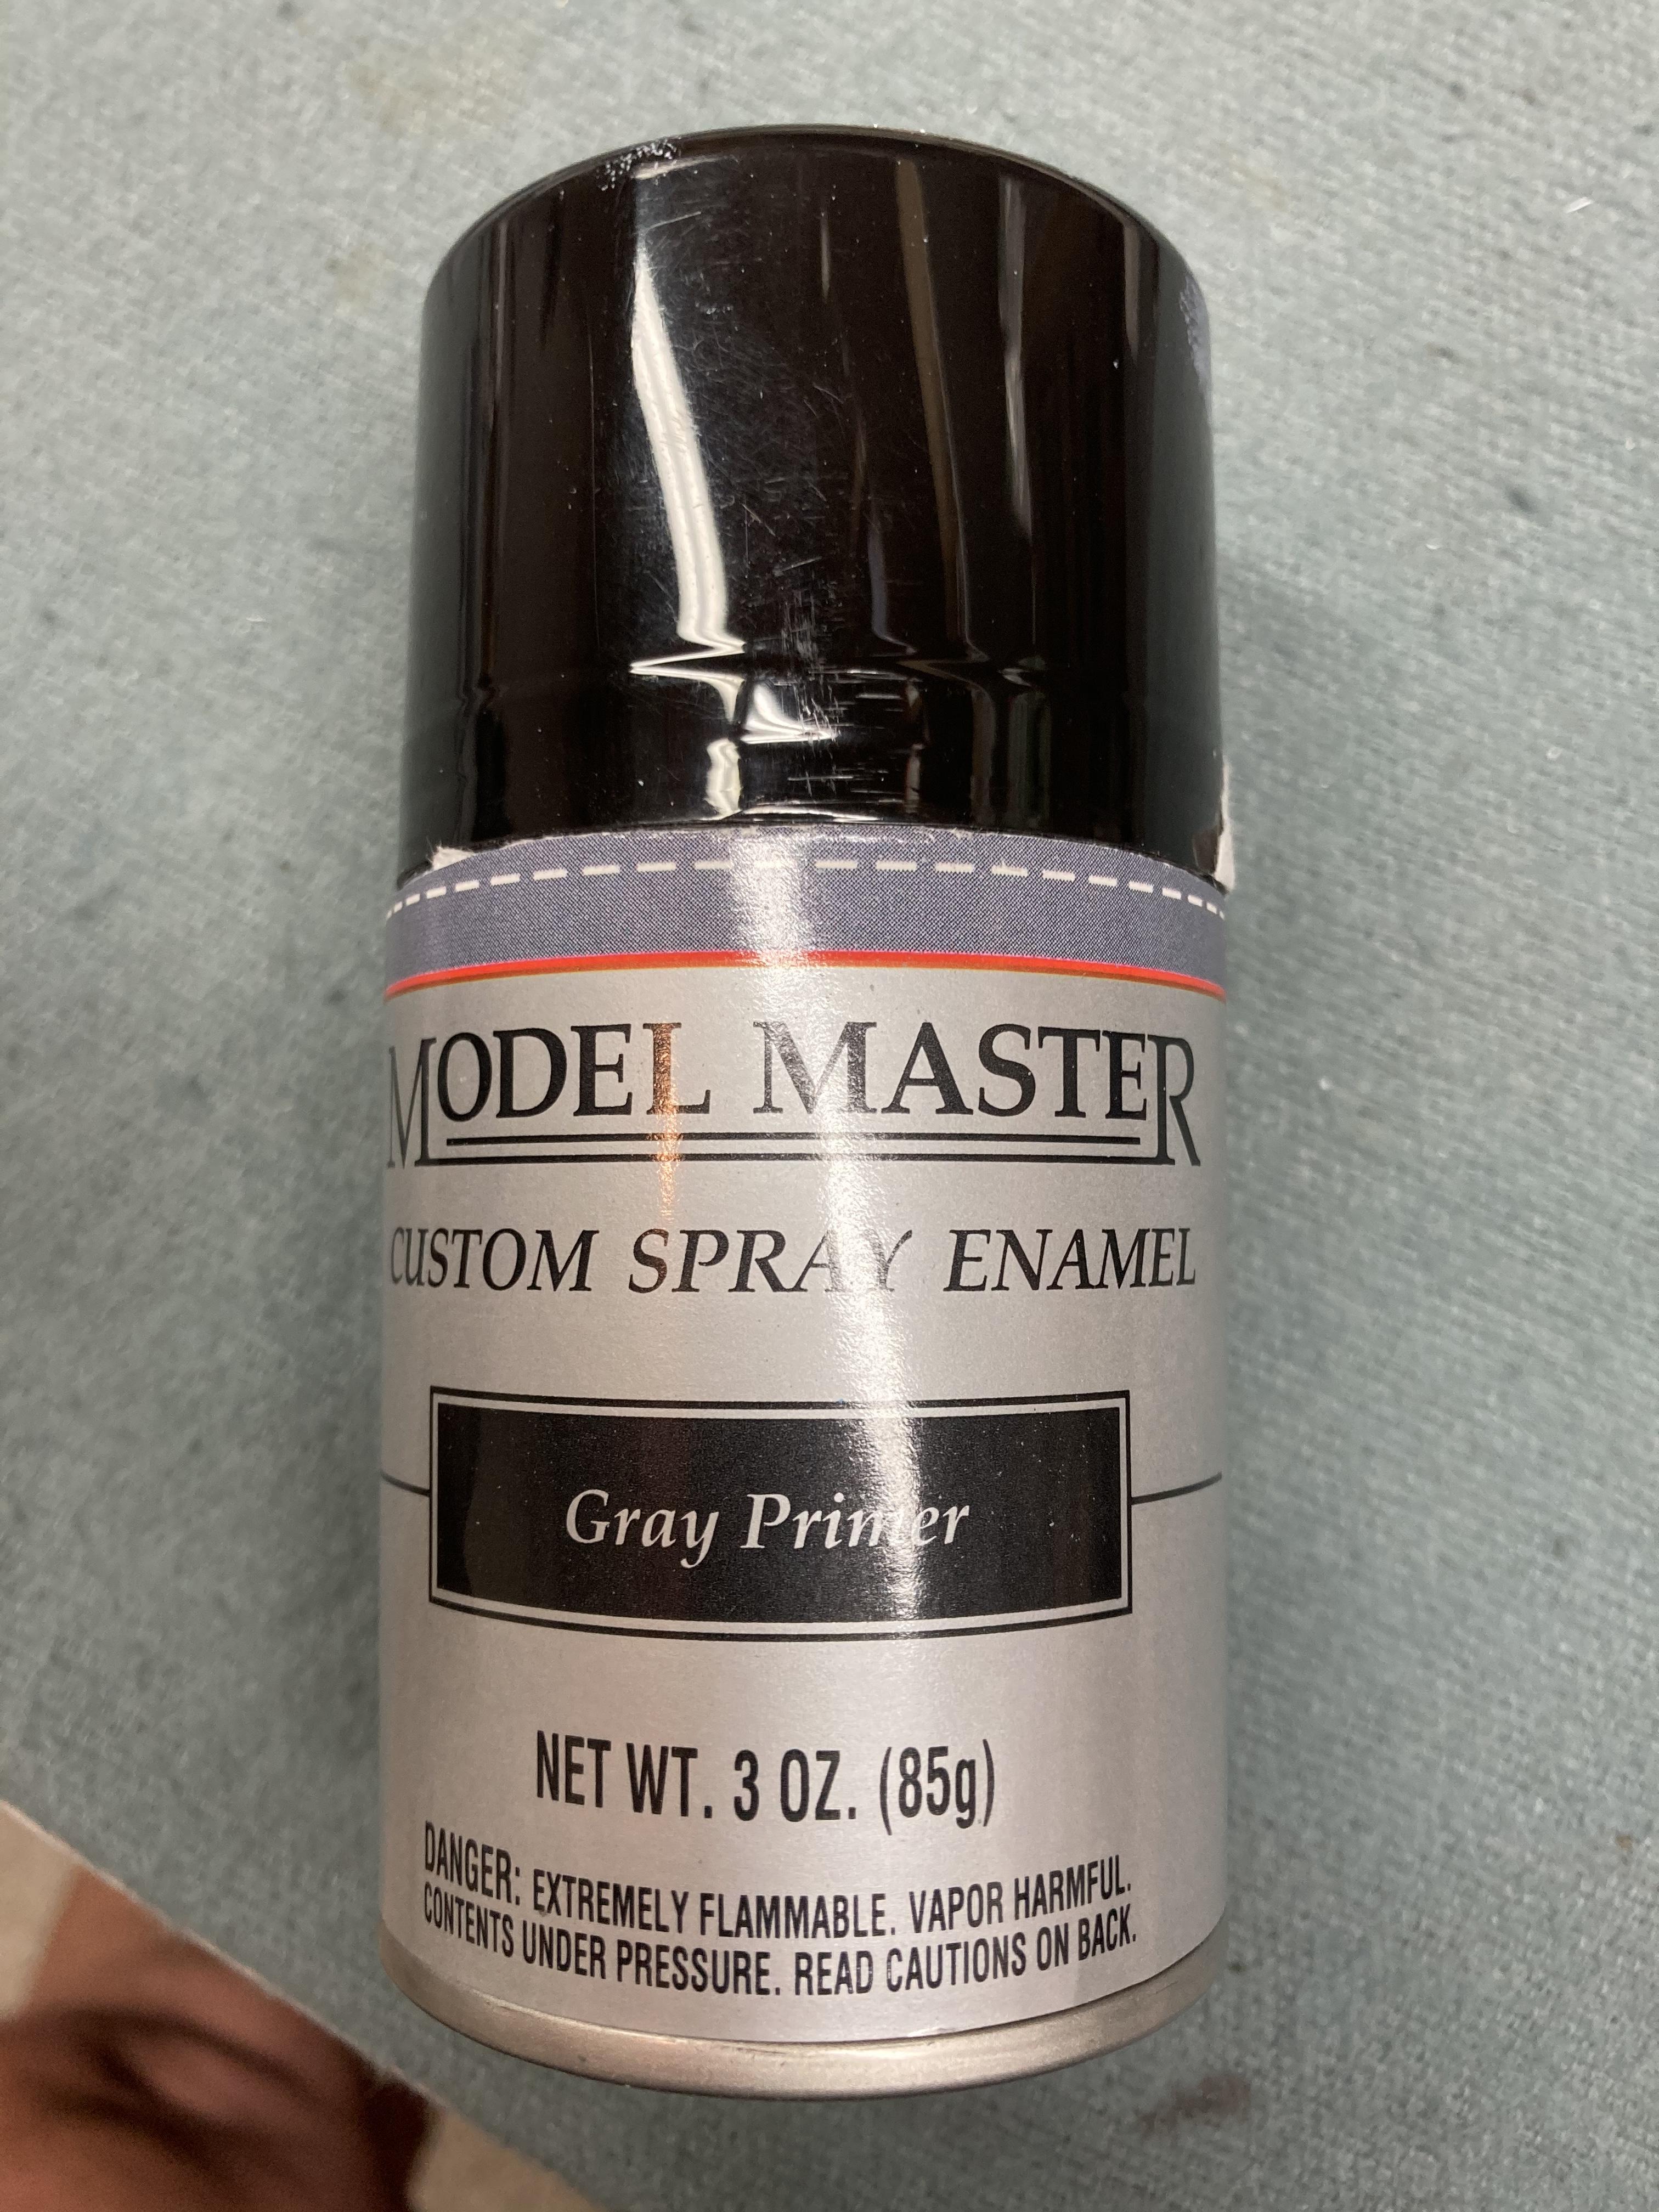 MODEL MASTER
CUSTOM SPRAY ENAMEL
Gray Primer
NET WT. 3 OZ. (85g)
DANGER: EXTREMELY FLAMMABLE. VAPOR HARMFUL.
CONTENTS UNDER PRESSURE. READ CAUTIONS ON BACK.